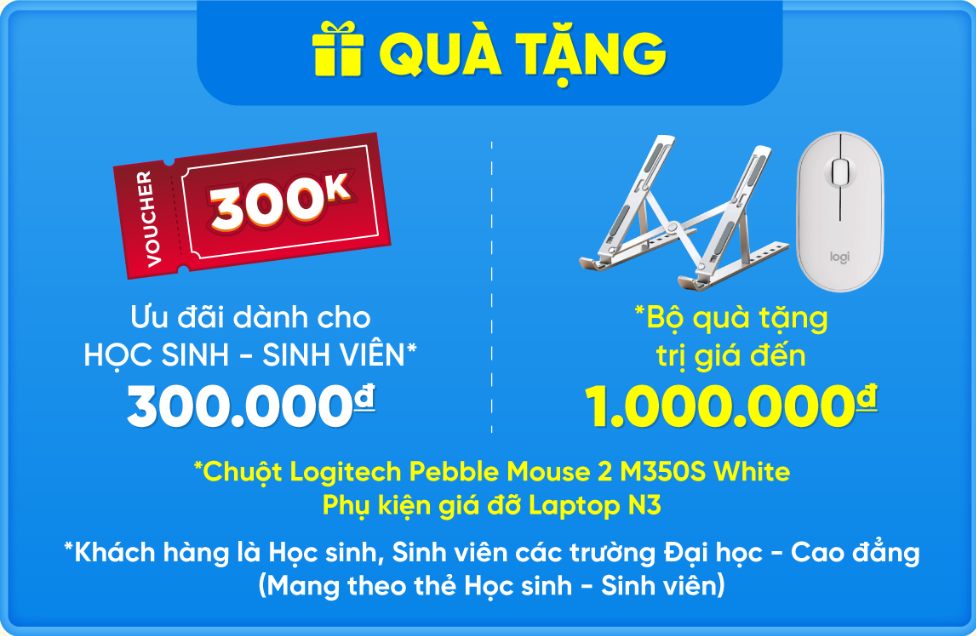 QUÀ TẶNG
VOUCHER
300K
logi
Ưu đãi dành cho
HỌC SINH - SINH VIÊN*
300.000đ
*Bộ quà tặng
trị giá đến
1.000.000đ
*Chuột Logitech Pebble Mouse 2 M350S White
Phụ kiện giá đỡ Laptop N3
*Khách hàng là Học sinh, Sinh viên các trường Đại học - Cao đẳng
(Mang theo thẻ Học sinh - Sinh viên)